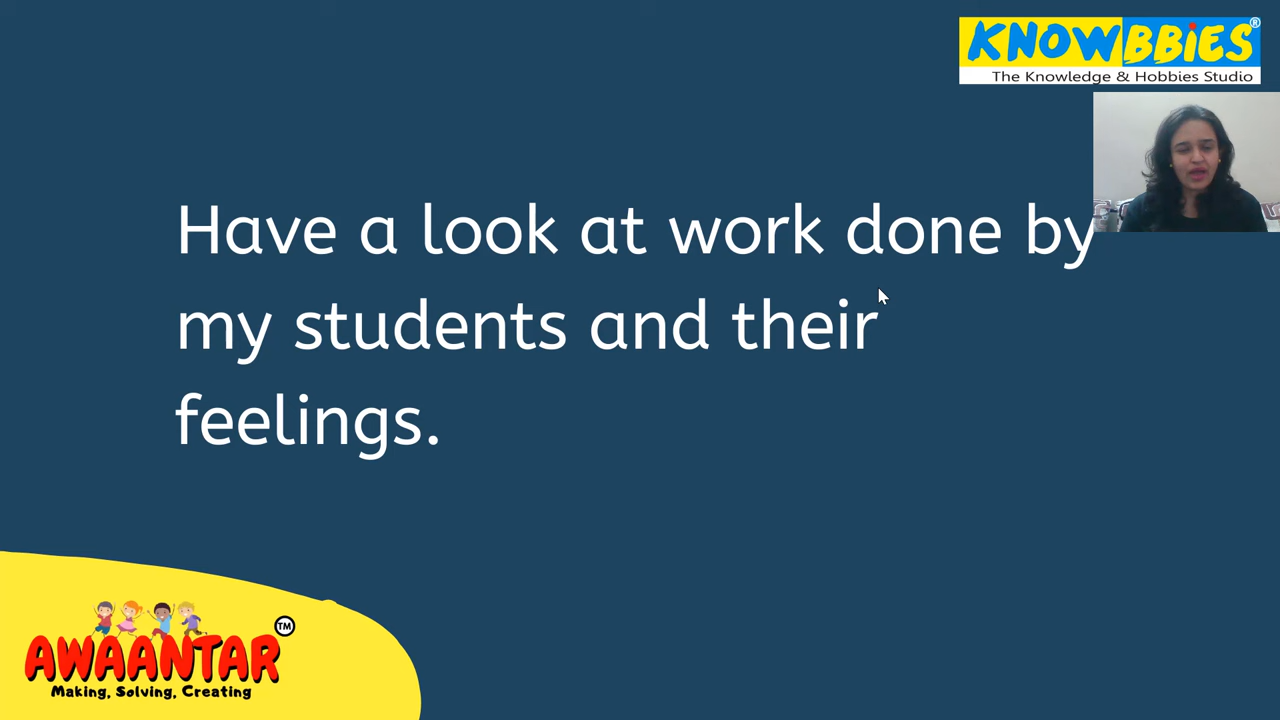 KNOWBBIES®
The Knowledge & Hobbies Studio
Have a look at work done by
my students and their
feelings.
AWAANTAR™
Making, Solving, Creating